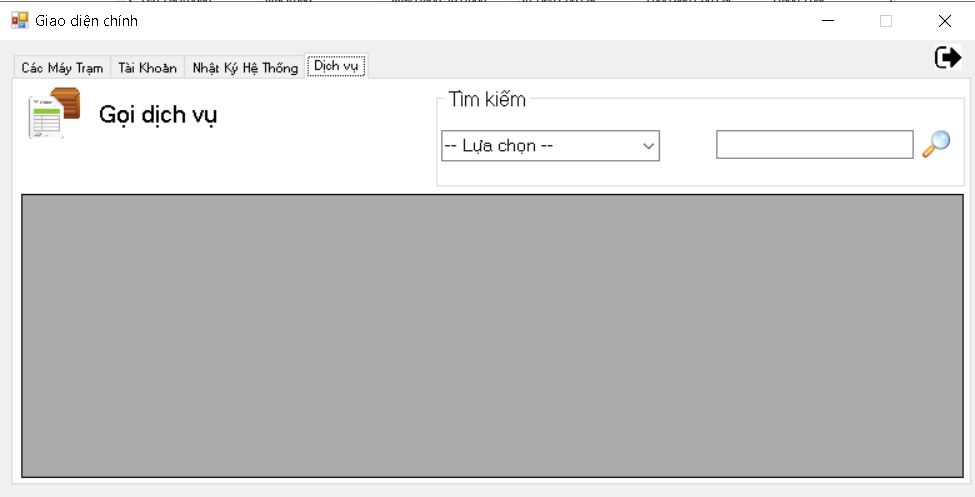 Giao diện chính
Các Máy Trạm
Tài Khoản
Nhật Ký Hệ Thống
Dịch vụ
Gọi dịch vụ
Tìm kiếm
-- Lựa chọn --